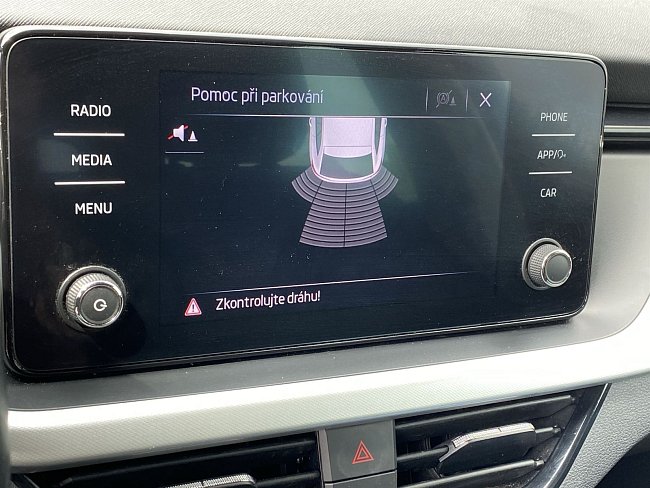 Pomoc při parkování
RADIO
MEDIA
MENU
PHONE
APP/
CAR
Zkontrolujte dráhu!